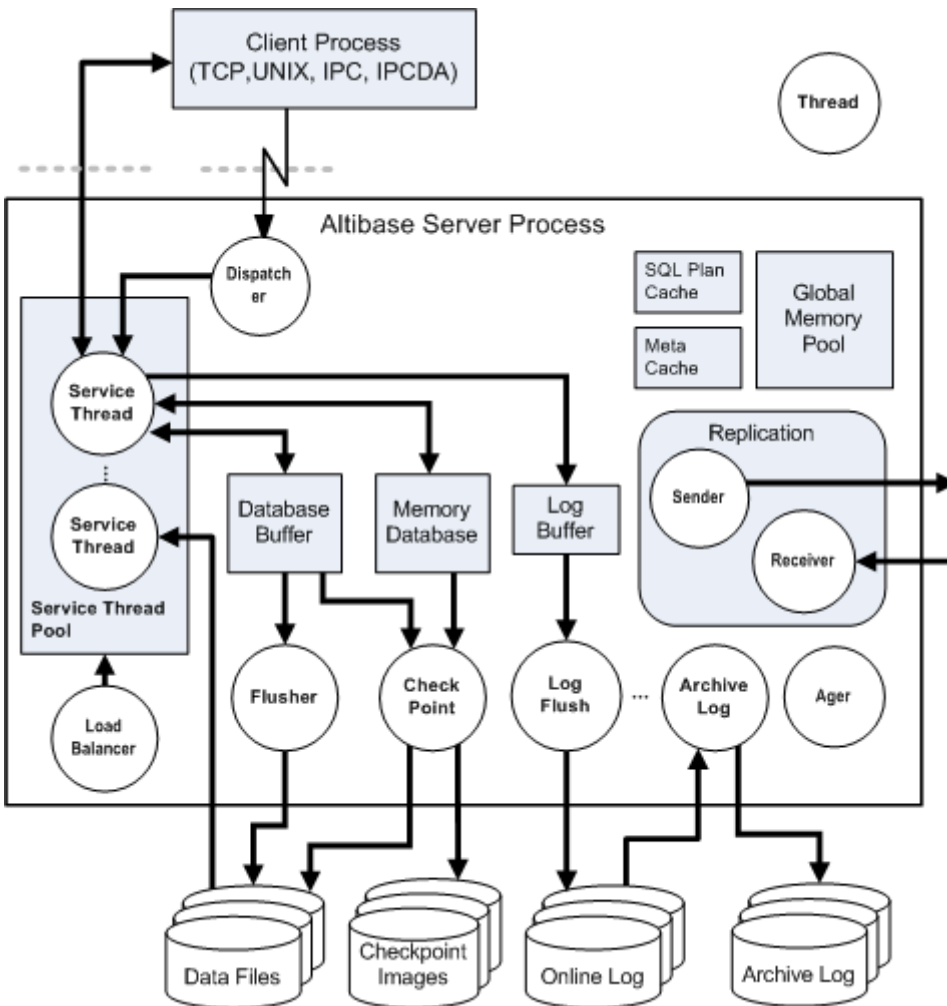 Client Process
(TCP,UNIX, IPC, IPCDA)
Thread
Altibase Server Process
Dispatch
er
SQL Plan
Cache
Global
Memory
Pool
Meta
Cache
Service
Thread
Replication
Sender
Database
Buffer
Memory
Database
Log
Buffer
Service
Thread
Receiver
Service Thread
Pool
Flusher
Check
Point
Log
Flush
...
Archive
Log
Ager
Load
Balancer
Data Files
Checkpoint
Images
Online Log
Archive Log